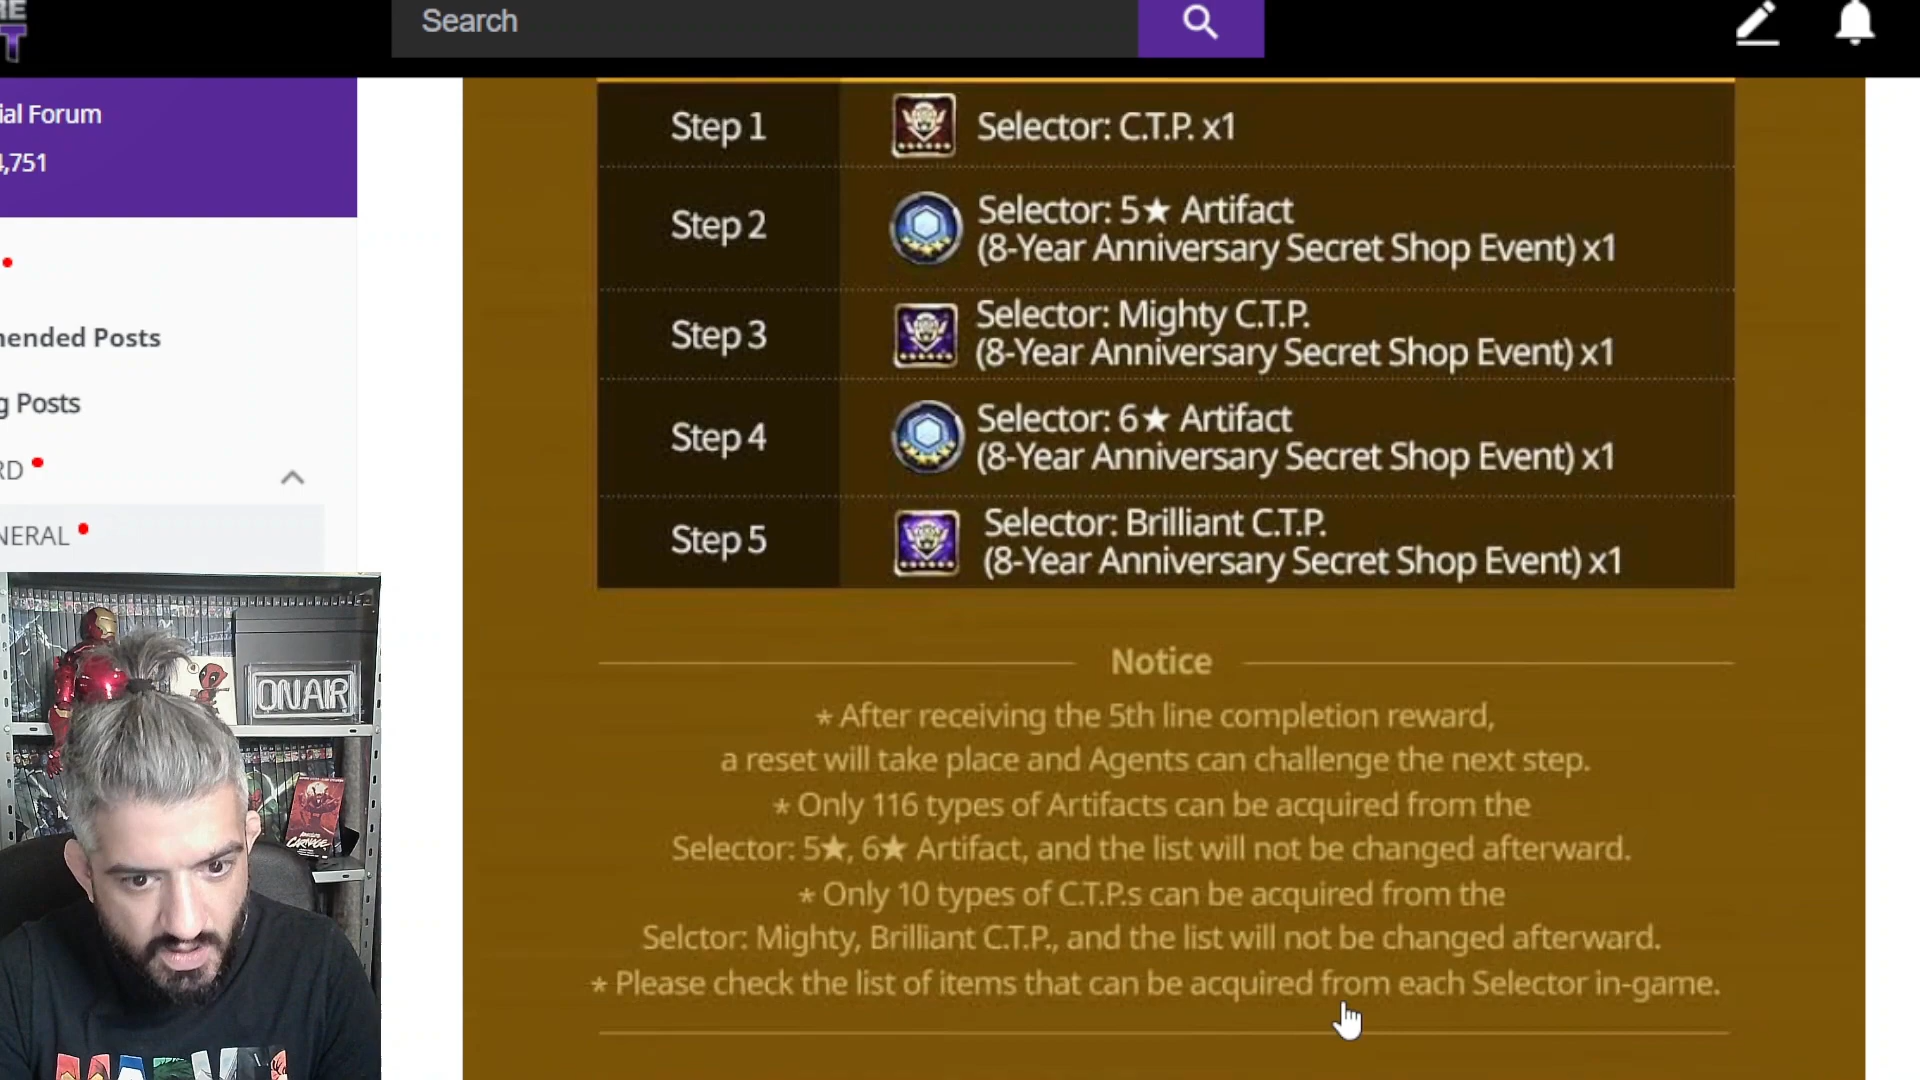 RE
T
Search
ial Forum
4,751
mended Posts
g Posts
RD
NERAL
Step 1
Selector: C.T.P. x1
Step 2
Selector: 5★ Artifact
(8-Year Anniversary Secret Shop Event) x1
Step 3
Selector: Mighty C.T.P.
(8-Year Anniversary Secret Shop Event) x1
Step 4
Selector: 6★ Artifact
(8-Year Anniversary Secret Shop Event) x1
Step 5
Selector: Brilliant C.T.P.
(8-Year Anniversary Secret Shop Event) x1
Notice
* After receiving the 5th line completion reward,
a reset will take place and Agents can challenge the next step.
* Only 116 types of Artifacts can be acquired from the
Selector: 5★, 6★ Artifact, and the list will not be changed afterward.
* Only 10 types of C.T.P.s can be acquired from the
Selctor: Mighty, Brilliant C.T.P., and the list will not be changed afterward.
* Please check the list of items that can be acquired from each Selector in-game.
ON AIR
CARNAGE
MARVEL